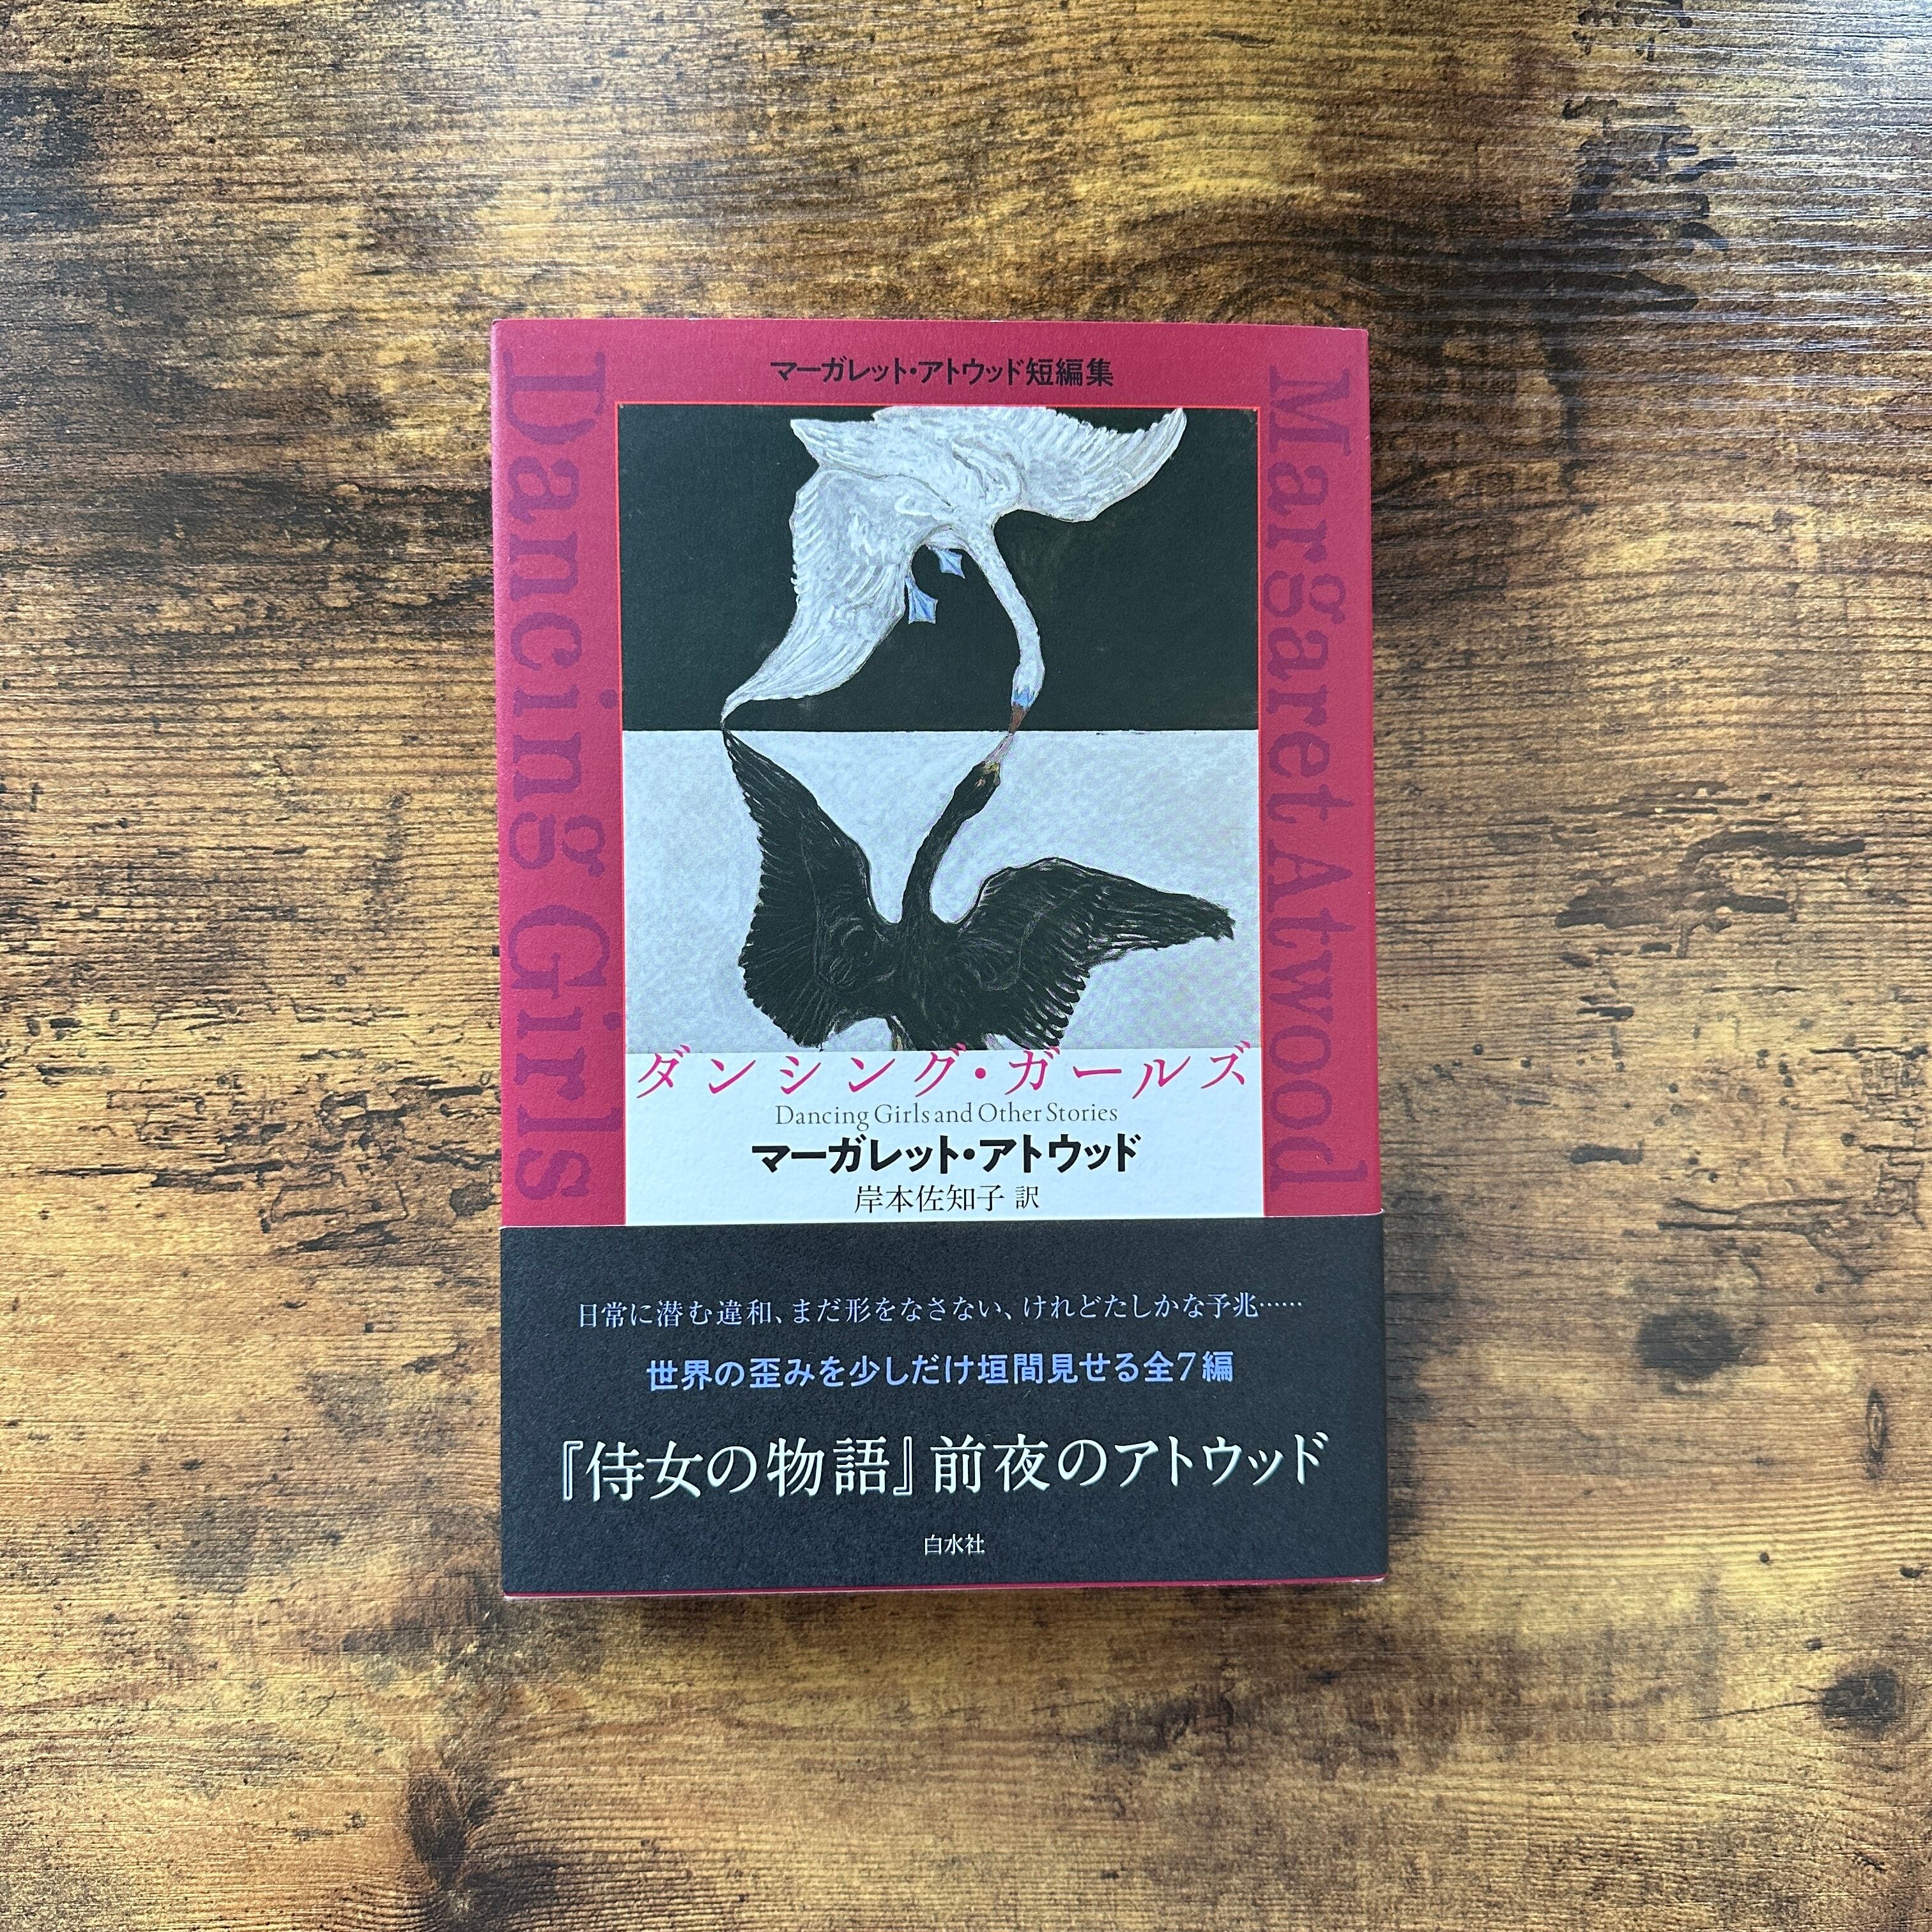 マーガレット・アトウッド短編集
Dancing Girls
Margaret Atwood
ダンシング・ガールズ
Dancing Girls and Other Stories
マーガレット・アトウッド
岸本佐知子 訳
日常に潜む違和、まだ形をなさない、けれどたしかな予兆……
世界の歪みを少しだけ垣間見せる全7編
『侍女の物語』前夜のアトウッド
白水社